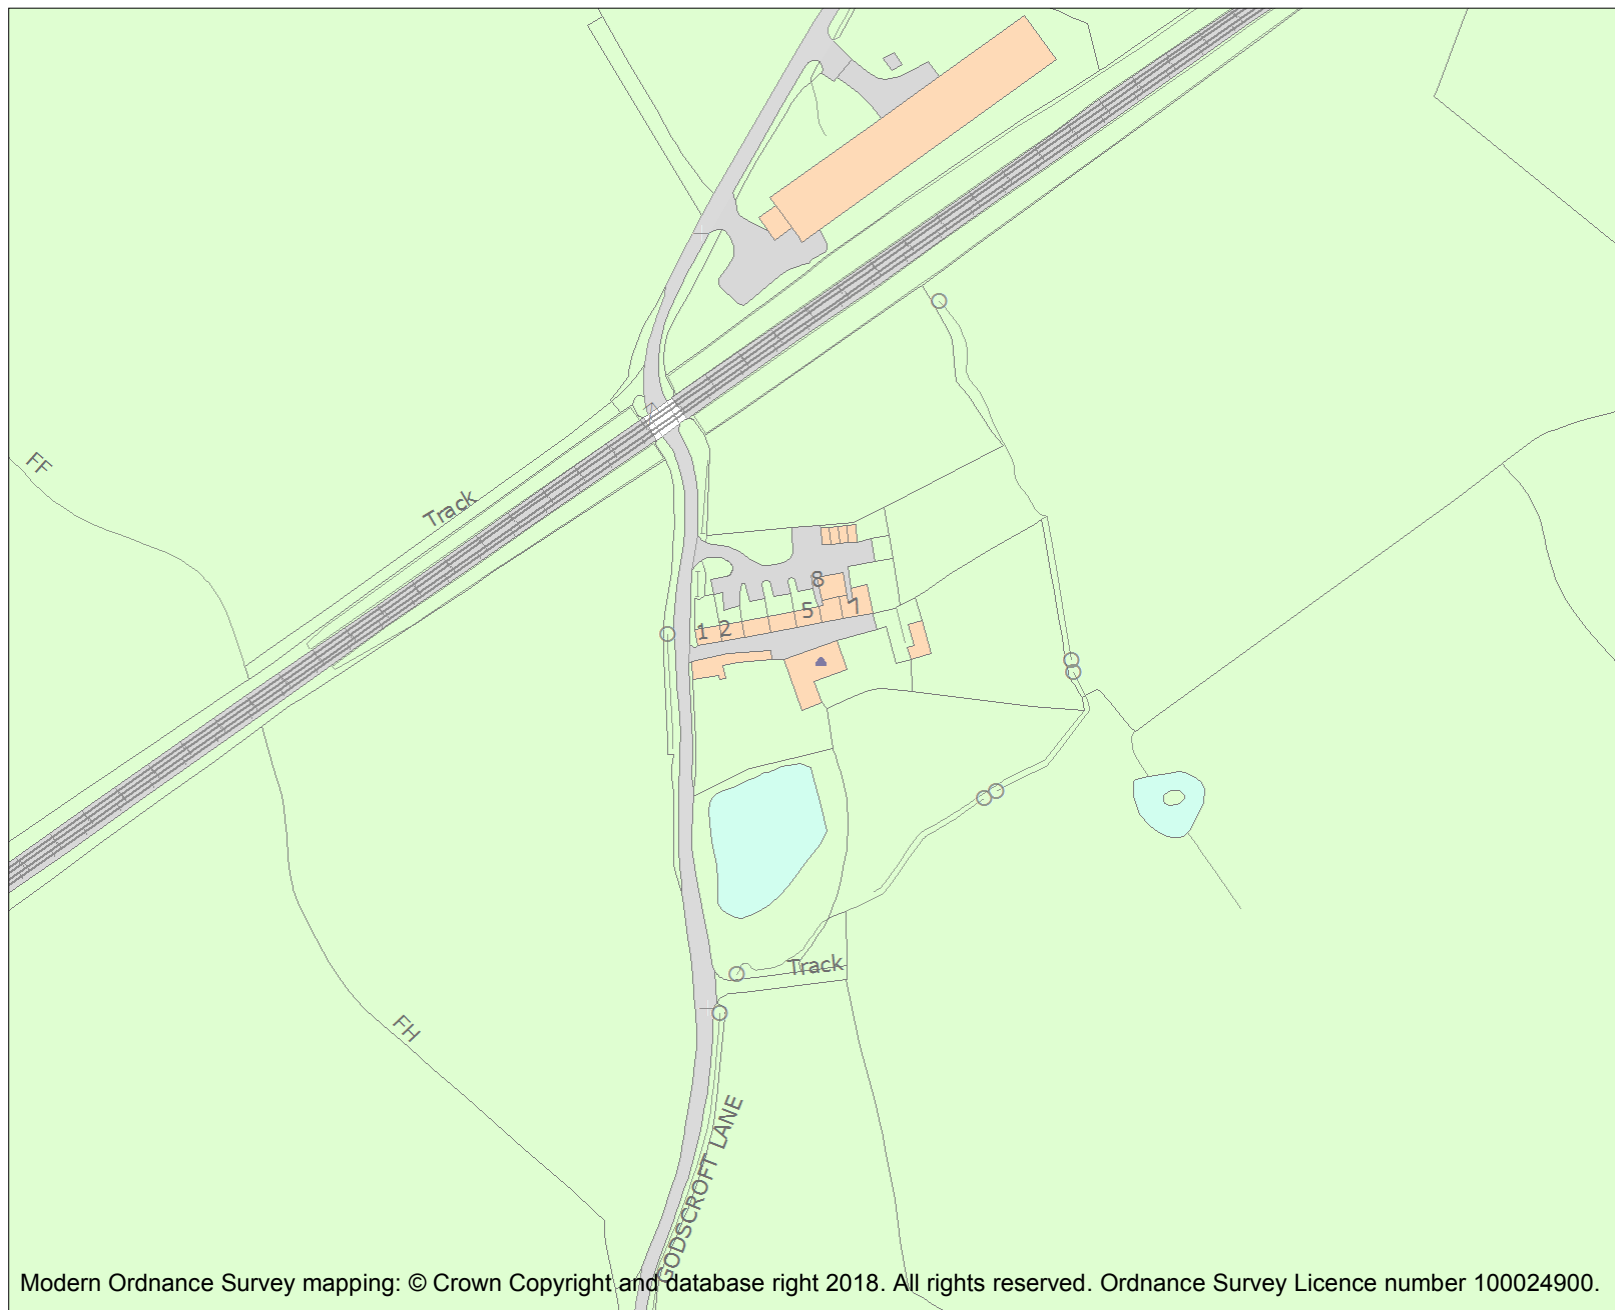 FF
Track
8
5
7
1
2
Track
FH
GODSCROFT LANE
Modern Ordnance Survey mapping: © Crown Copyright and database right 2018. All rights reserved. Ordnance Survey Licence number 100024900.